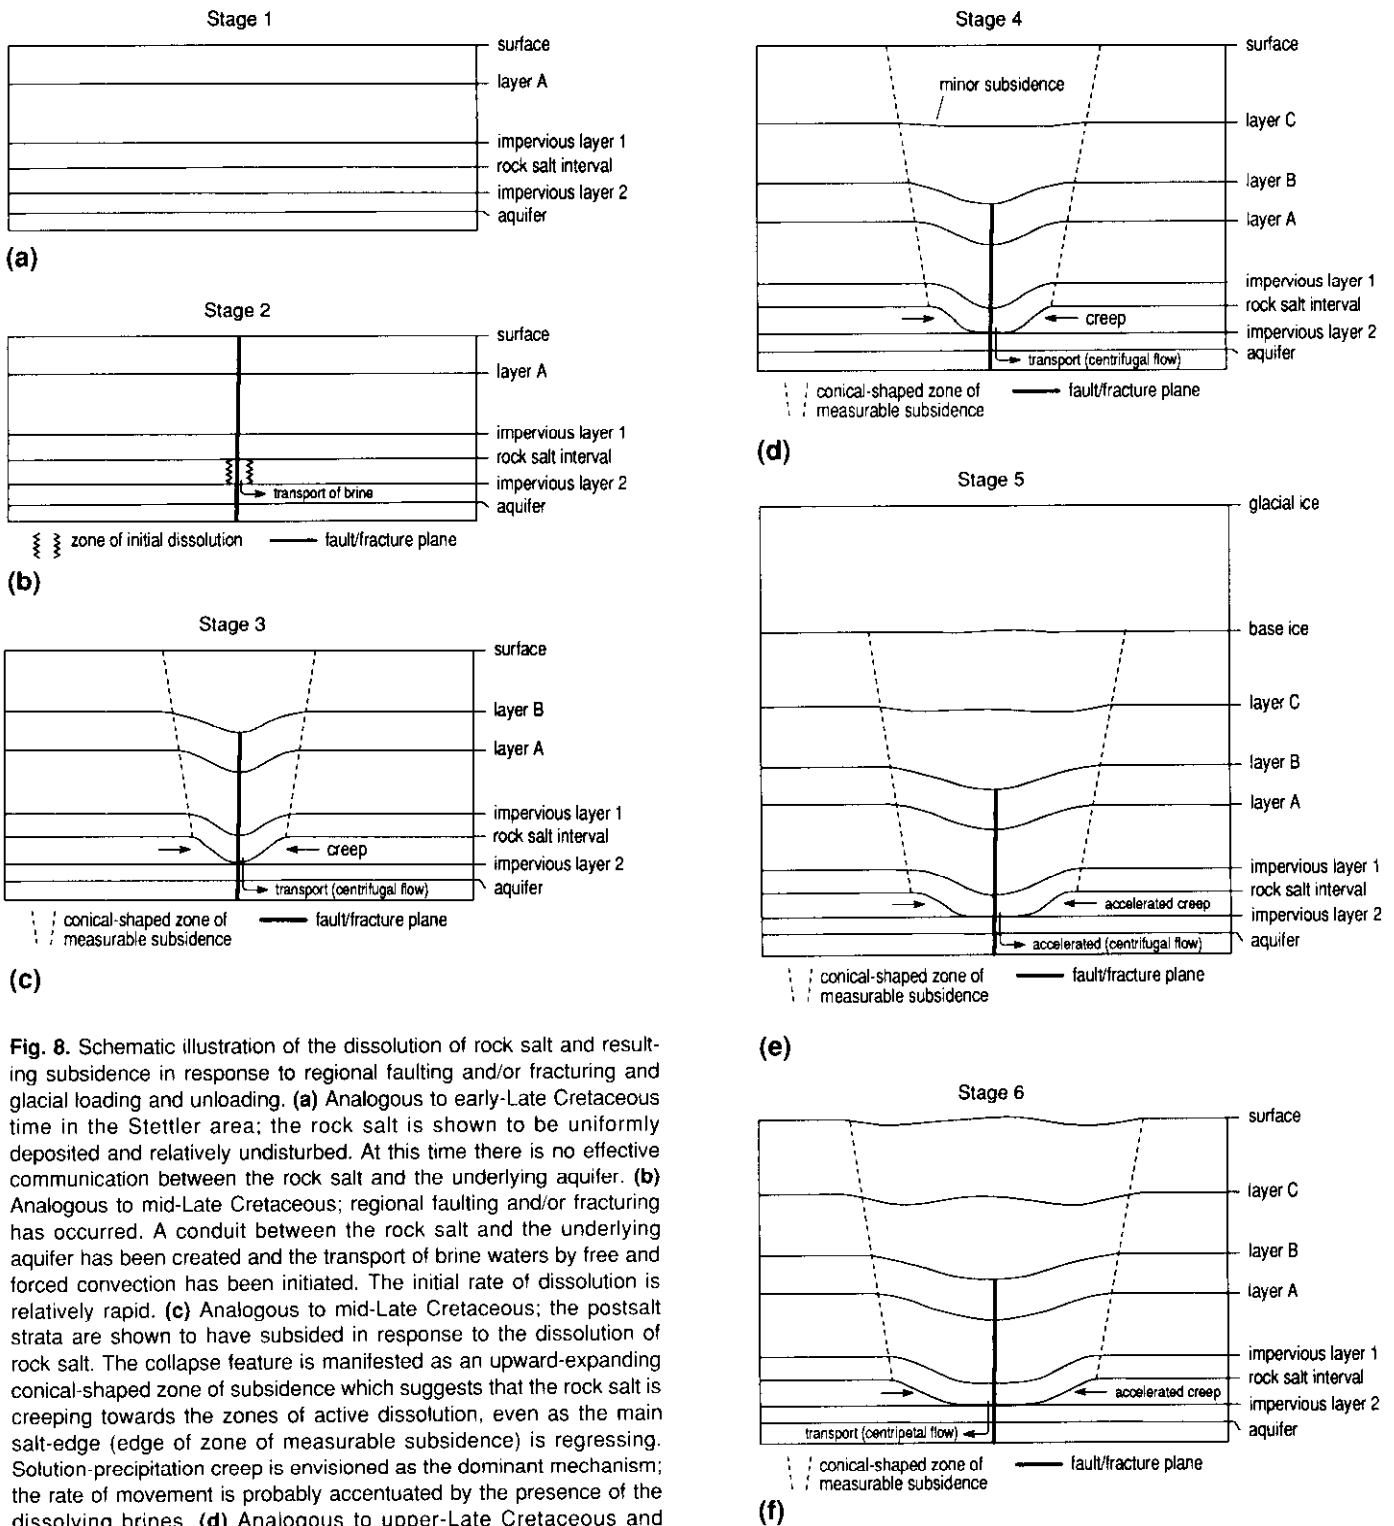 Stage 1
surface
layer A
impervious layer 1
rock salt interval
impervious layer 2
aquifer
(a)
Stage 2
surface
layer A
impervious layer 1
rock salt interval
impervious layer 2
transport of brine
aquifer
zone of initial dissolution
fault/fracture plane
(b)
Stage 3
surface
layer B
layer A
impervious layer 1
rock salt interval
creep
impervious layer 2
transport (centrifugal flow)
aquifer
conical-shaped zone of
measurable subsidence
fault/fracture plane
(c)
Fig. 8. Schematic illustration of the dissolution of rock salt and result-
ing subsidence in response to regional faulting and/or fracturing and
glacial loading and unloading. (a) Analogous to early-Late Cretaceous
time in the Stettler area; the rock salt is shown to be uniformly
deposited and relatively undisturbed. At this time there is no effective
communication between the rock salt and the underlying aquifer. (b)
Analogous to mid-Late Cretaceous; regional faulting and/or fracturing
has occurred. A conduit between the rock salt and the underlying
aquifer has been created and the transport of brine waters by free and
forced convection has been initiated. The initial rate of dissolution is
relatively rapid. (c) Analogous to mid-Late Cretaceous; the postsalt
strata are shown to have subsided in response to the dissolution of
rock salt. The collapse feature is manifested as an upward-expanding
conical-shaped zone of subsidence which suggests that the rock salt is
creeping towards the zones of active dissolution, even as the main
salt-edge (edge of zone of measurable subsidence) is regressing.
Solution-precipitation creep is envisioned as the dominant mechanism;
the rate of movement is probably accentuated by the presence of the
dissolving brines. (d) Analogous to upper-Late Cretaceous and
Stage 4
surface
minor subsidence
layer C
layer B
layer A
impervious layer 1
rock salt interval
creep
impervious layer 2
aquifer
transport (centrifugal flow)
conical-shaped zone of
measurable subsidence
fault/fracture plane
(d)
Stage 5
glacial ice
base ice
layer C
layer B
layer A
impervious layer 1
rock salt interval
accelerated creep
impervious layer 2
accelerated (centrifugal flow)
aquifer
conical-shaped zone of
measurable subsidence
fault/fracture plane
(e)
Stage 6
surface
layer C
layer B
layer A
impervious layer 1
rock salt interval
accelerated creep
impervious layer 2
aquifer
transport (centripetal flow)
conical-shaped zone of
measurable subsidence
fault/fracture plane
(f)